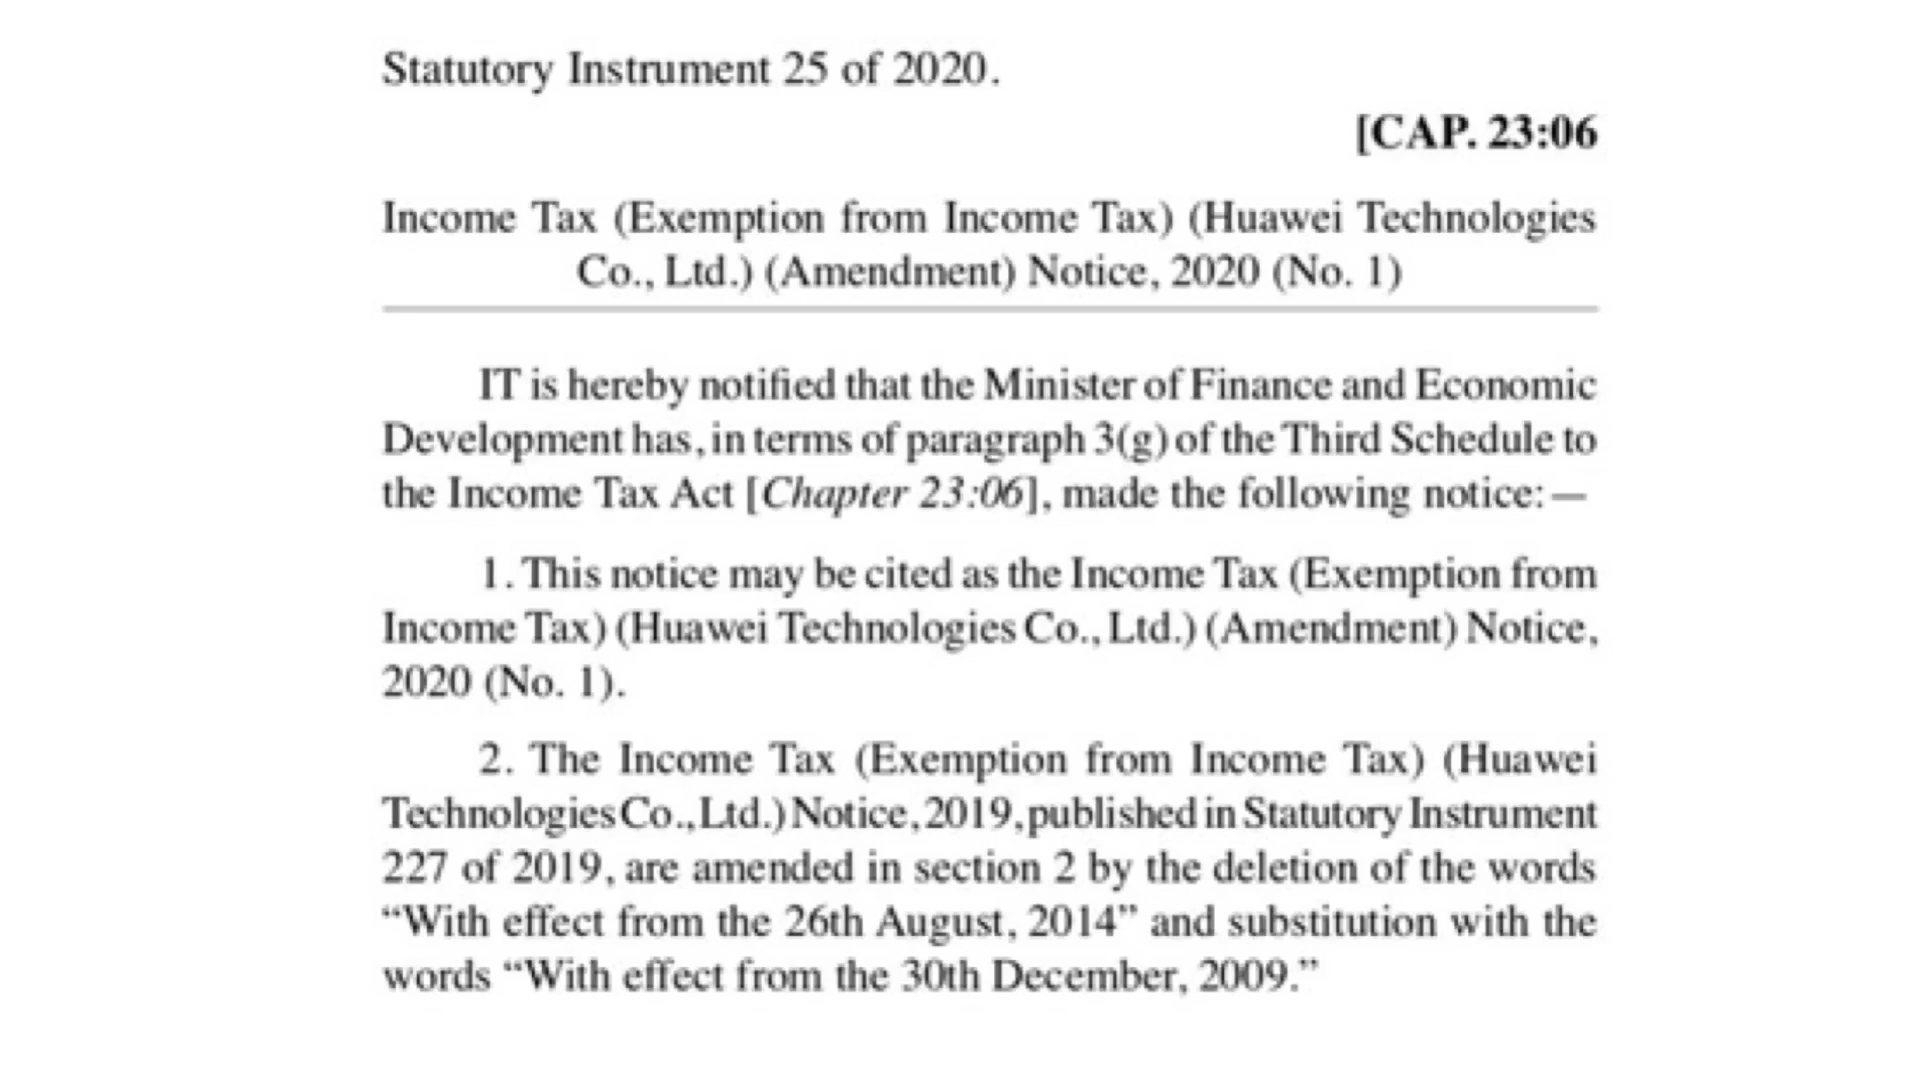 Statutory Instrument 25 of 2020.
[CAP. 23:06
Income Tax (Exemption from Income Tax) (Huawei Technologies
Co., Ltd.) (Amendment) Notice, 2020 (No. 1)
IT is hereby notified that the Minister of Finance and Economic
Development has, in terms of paragraph 3(g) of the Third Schedule to
the Income Tax Act [Chapter 23:06], made the following notice:—
1. This notice may be cited as the Income Tax (Exemption from
Income Tax) (Huawei Technologies Co., Ltd.) (Amendment) Notice,
2020 (No. 1).
2. The Income Tax (Exemption from Income Tax) (Huawei
Technologies Co., Ltd.) Notice, 2019, published in Statutory Instrument
227 of 2019, are amended in section 2 by the deletion of the words
“With effect from the 26th August, 2014” and substitution with the
words “With effect from the 30th December, 2009.”